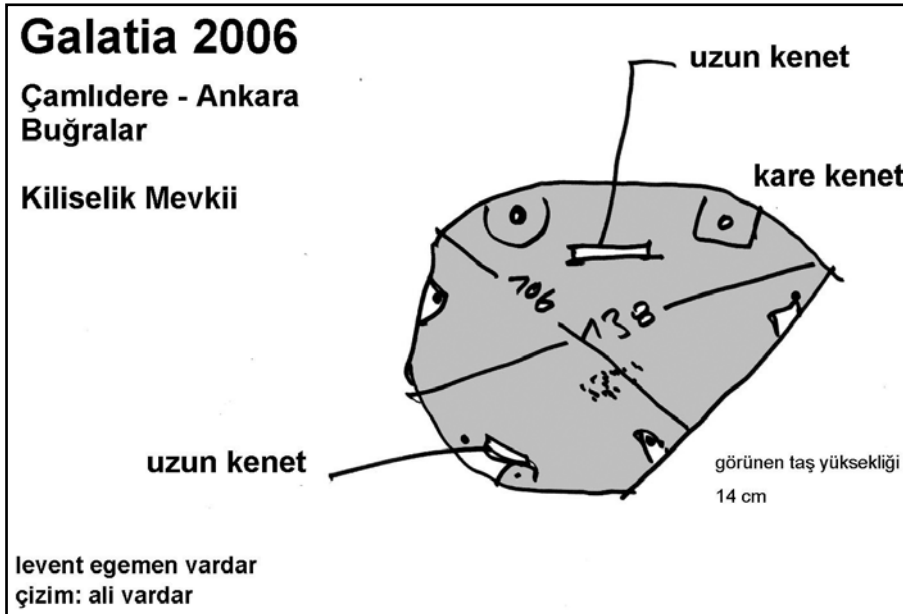 Galatia 2006
Çamlıdere - Ankara
Buğralar
Kiliselik Mevkii
uzun kenet
kare kenet
106
138
uzun kenet
görünen taş yüksekliği
14 cm
levent egemen vardar
çizim: ali vardar